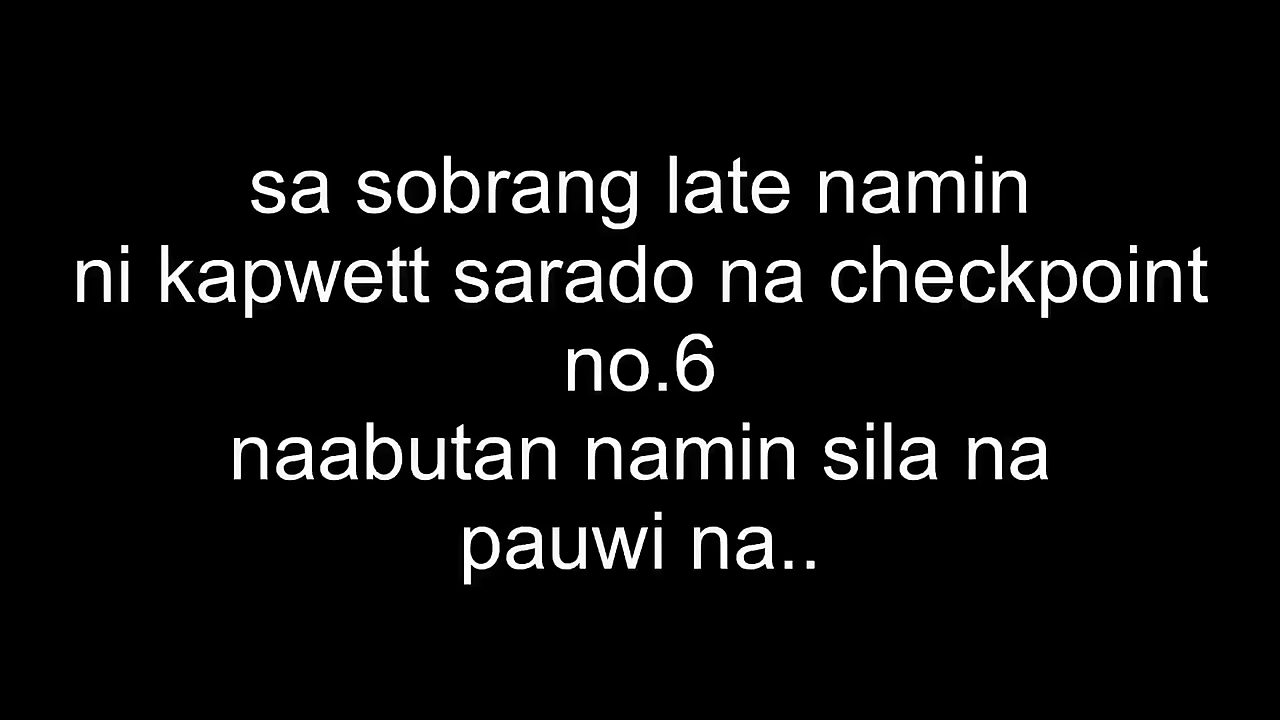 sa sobrang late namin
ni kapwett sarado na checkpoint
no.6
naabutan namin sila na
pauwi na..